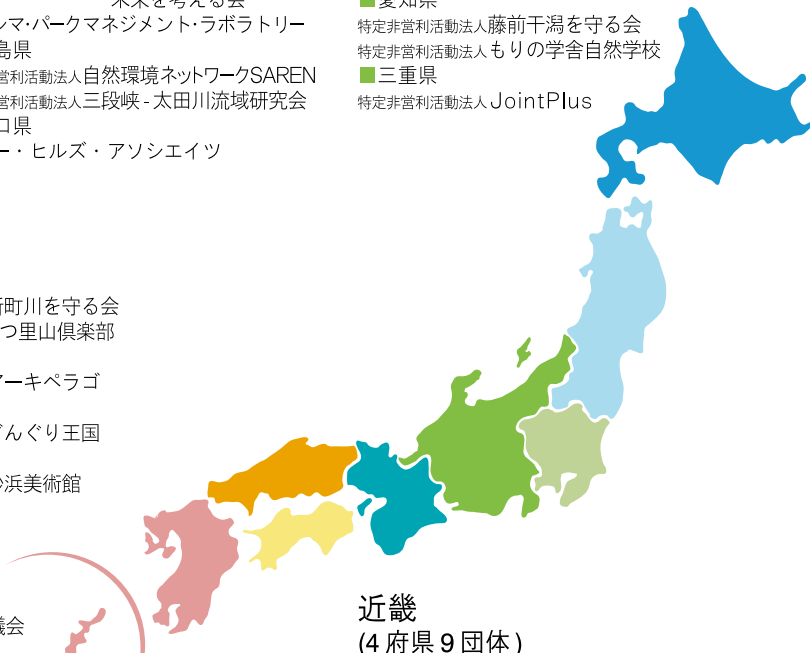 未来を考える会
マ・パークマネジメント・ラボラトリー
島県
営利活動法人自然環境ネットワークSAREN
営利活動法人三段峡-太田川流域研究会
口県
ー・ヒルズ・アソシエイツ
町川を守る会
つ里山倶楽部
アーキペラゴ
どんぐり王国
浜美術館
議会
愛知県
特定非営利活動法人藤前干潟を守る会
特定非営利活動法人もりの学舎自然学校
■三重県
特定非営利活動法人JointPlus
近畿
(4府県9団体)